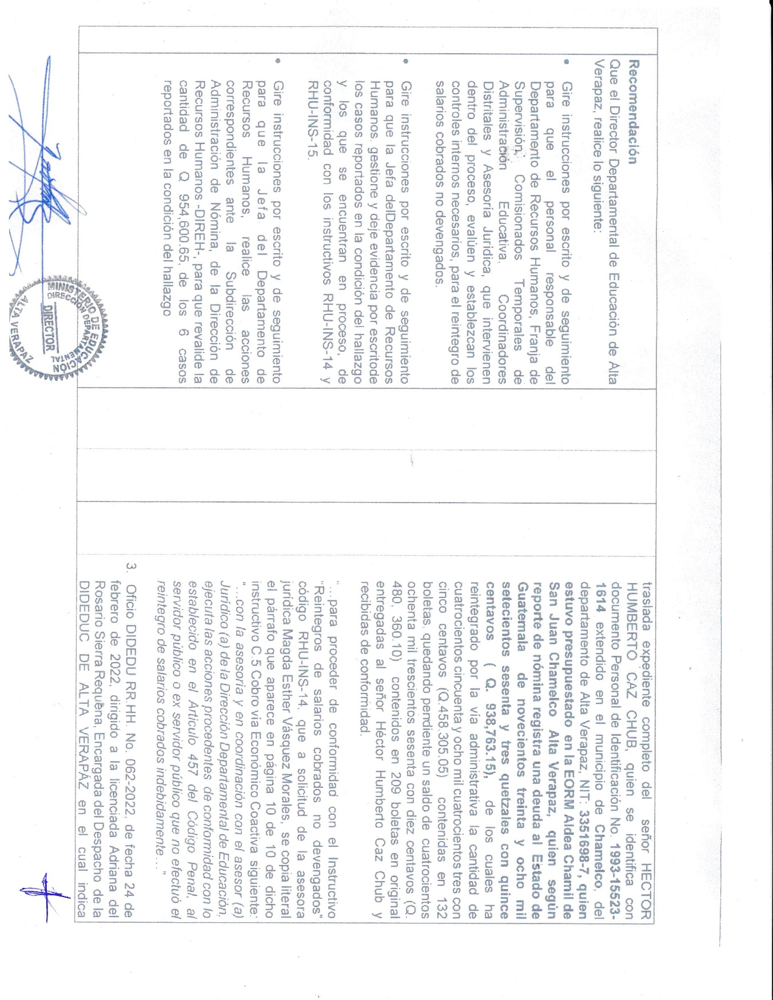 Recomendación
Que el Director Departamental de Educación de Alta
Verapaz, realice lo siguiente:
• Gire instrucciones por escrito y de seguimiento
para que el personal responsable del
Departamento de Recursos Humanos, Franja de
Supervisión, Comisionados Temporales de
Administración Educativa, Coordinadores
Distritales y Asesoría Jurídica, que intervienen
dentro del proceso, evalúen y establezcan los
controles internos necesarios, para el reintegro de
salarios cobrados no devengados.
• Gire instrucciones por escrito y de seguimiento
para que la Jefa delDepartamento de Recursos
Humanos, gestione y deje evidencia por escritode
los casos reportados en la condición del hallazgo
y los que se encuentran en proceso, de
conformidad con los instructivos RHU-INS-14 y
RHU-INS-15.
• Gire instrucciones por escrito y de seguimiento
para que la Jefa del Departamento de
Recursos Humanos, realice las acciones
correspondientes ante la Subdirección de
Administración de Nómina, de la Dirección de
Recursos Humanos -DIREH-, para que revalide la
cantidad de Q 954,600.65, de los 6 casos
reportados en la condición del hallazgo
MINISTERIO DE EDUCACIÓN
DIRECCIÓN DEPARTAMENTAL
DIRECTOR
ALTA VERAPAZ
traslada expediente completo del señor HECTOR
HUMBERTO CAZ CHUB, quien se identifica con
documento Personal de Identificación No. 1993-15523-
1614 extendido en el municipio de Chamelco, del
departamento de Alta Verapaz, NIT: 3351698-7, quien
estuvo presupuestado en la EORM Aldea Chamil de
San Juan Chamelco Alta Verapaz, quien según
reporte de nómina registra una deuda al Estado de
Guatemala de novecientos treinta y ocho mil
setecientos sesenta y tres quetzales con quince
centavos ( Q. 938,763.15), de los cuales ha
reintegrado por la vía administrativa la cantidad de
cuatrocientos cincuenta y ocho mil cuatrocientos tres con
cinco centavos (Q.458.305.05) contenidas en 132
boletas, quedando pendiente un saldo de cuatrocientos
ochenta mil trescientos sesenta con diez centavos (Q.
480, 360.10) contenidos en 209 boletas en original
entregadas al señor Héctor Humberto Caz Chub y
recibidas de conformidad.
“…para proceder de conformidad con el Instructivo
“Reintegros de salarios cobrados no devengados”
código RHU-INS-14, que a solicitud de la asesora
jurídica Magda Esther Vásquez Morales, se copia literal
el párrafo que aparece en página 10 de 10 de dicho
instructivo C.5 Cobro vía Económico Coactiva siguiente:
“…con la asesoría y en coordinación con el asesor (a)
Jurídico (a) de la Dirección Departamental de Educación,
ejecuta las acciones procedentes de conformidad con lo
establecido en el Articulo 457 del Código Penal, al
servidor público o ex servidor público que no efectuó el
reintegro de salarios cobrados indebidamente…”
3. Oficio DIDEDU RR.HH. No. 062-2022, de fecha 24 de
febrero de 2022, dirigido a la licenciada Adriana del
Rosario Sierra Requena, Encargada del Despacho de la
DIDEDUC DE ALTA VERAPÁZ en el cual indica